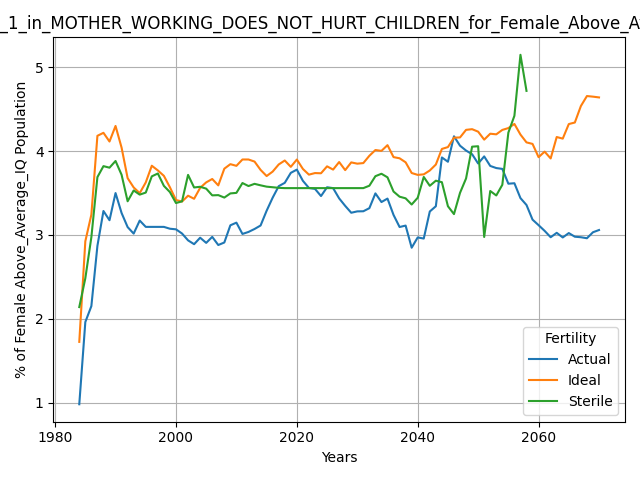 _1_in_MOTHER_WORKING_DOES_NOT_HURT_CHILDREN_for_Female_Above_A
5
4
3
2
1
% of Female Above_Average_IQ Population
Fertility
Actual
Ideal
Sterile
1980 2000 2020 2040 2060
Years